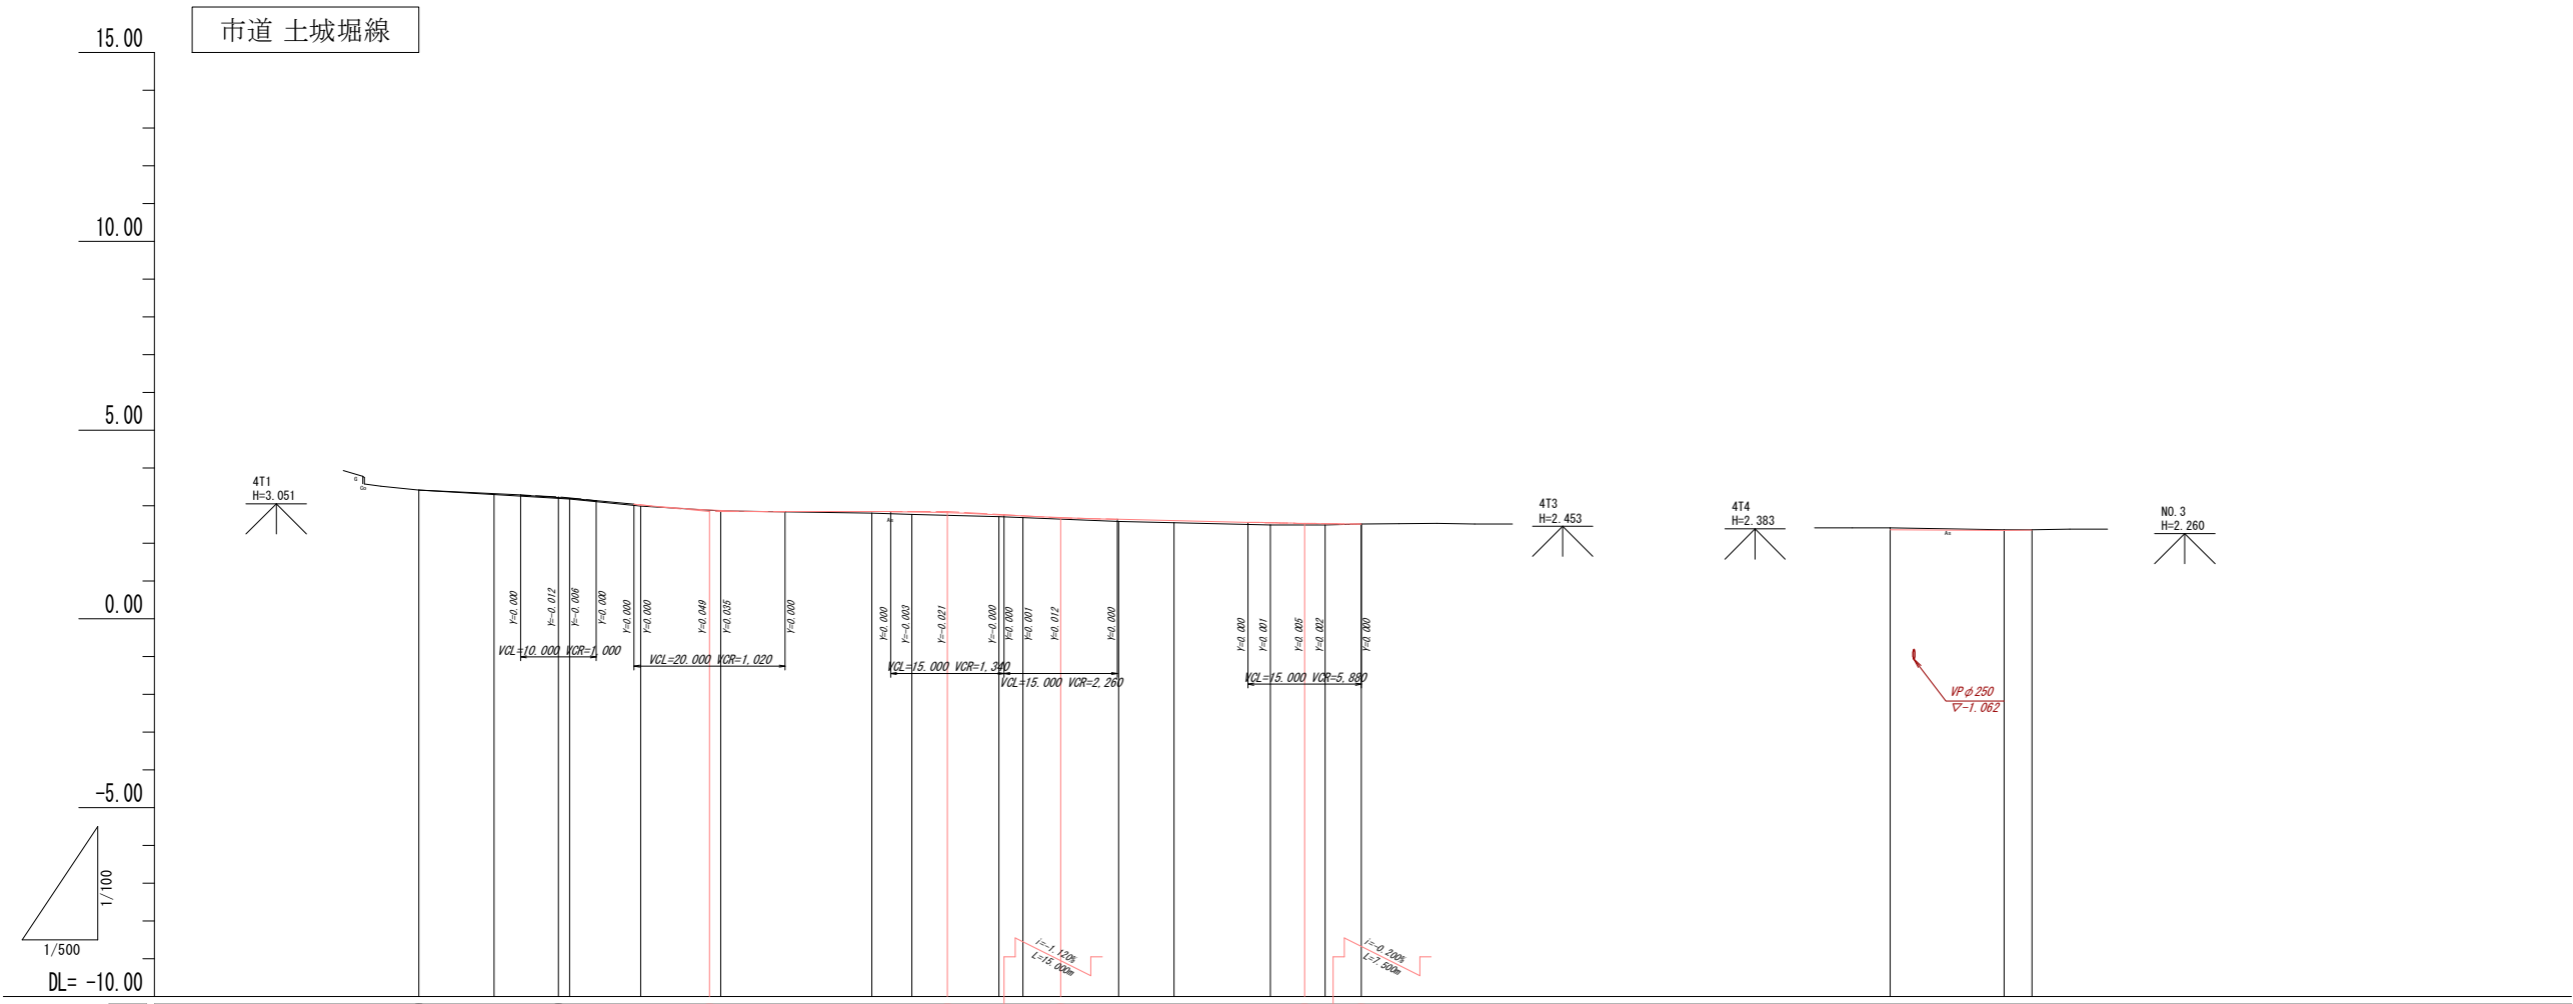 市道 土城堀線
15.00
10.00
5.00
0.00
-5.00
DL= -10.00
1/100
1/500
4T1
H=3.051
G
Co
As
4T3
H=2.453
4T4
H=2.383
As
NO.3
H=2.260
Y=0.000
Y=-0.012
Y=-0.006
Y=0.000
VCL=10.000 VCR=1,000
Y=0.000
Y=0.000
Y=0.049
Y=0.035
Y=0.000
VCL=20.000 VCR=1,020
Y=0.000
Y=-0.003
Y=-0.021
Y=-0.000
VCL=15.000 VCR=1,340
Y=0.000
Y=0.001
Y=0.012
Y=0.000
VCL=15.000 VCR=2,260
Y=0.000
Y=0.001
Y=0.005
Y=0.002
Y=0.000
VCL=15.000 VCR=5,880
VPφ250
▽-1.062
i=-1.120%
L=15.000m
i=-0.200%
L=7.500m